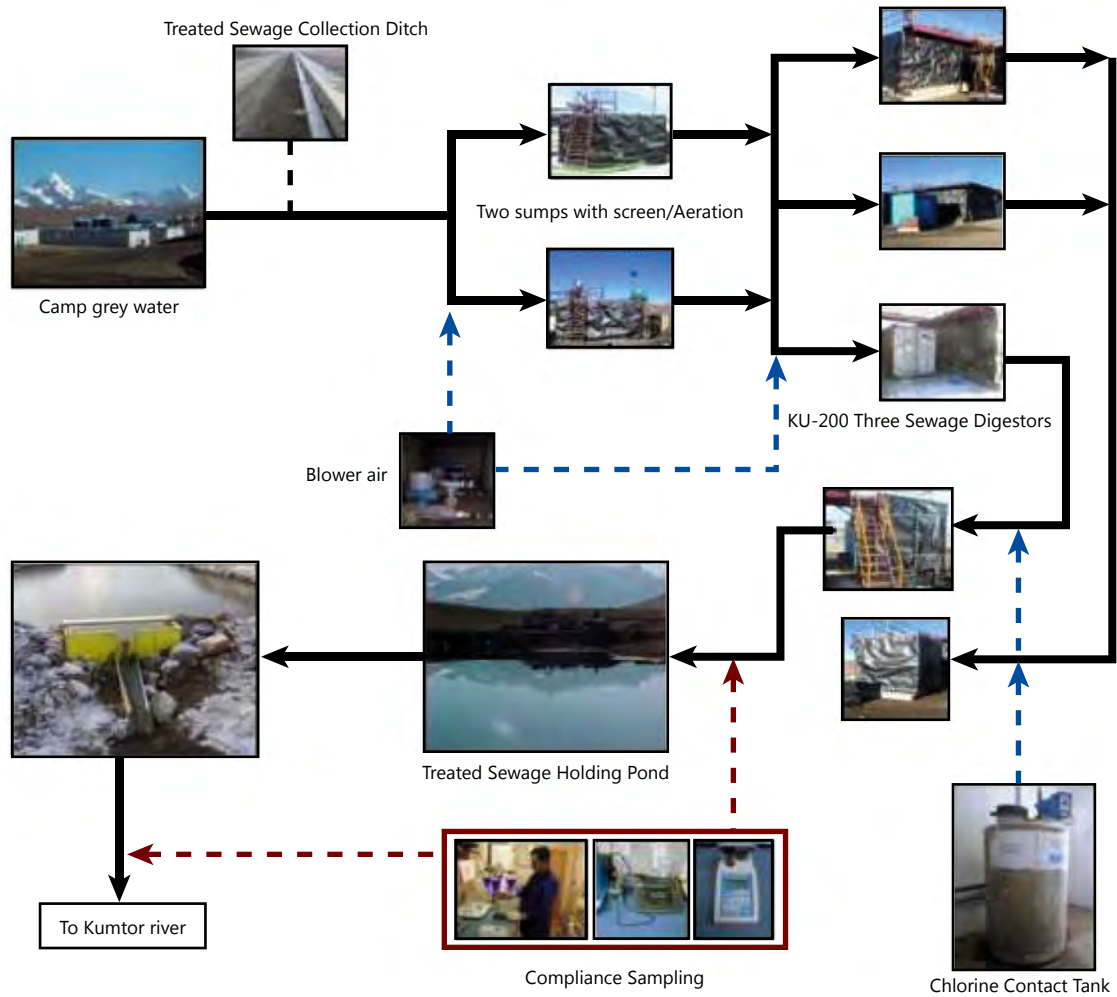 Treated Sewage Collection Ditch
Two sumps with screen/Aeration
Camp grey water
KU-200 Three Sewage Digestors
Blower air
Treated Sewage Holding Pond
To Kumtor river
Compliance Sampling
Chlorine Contact Tank